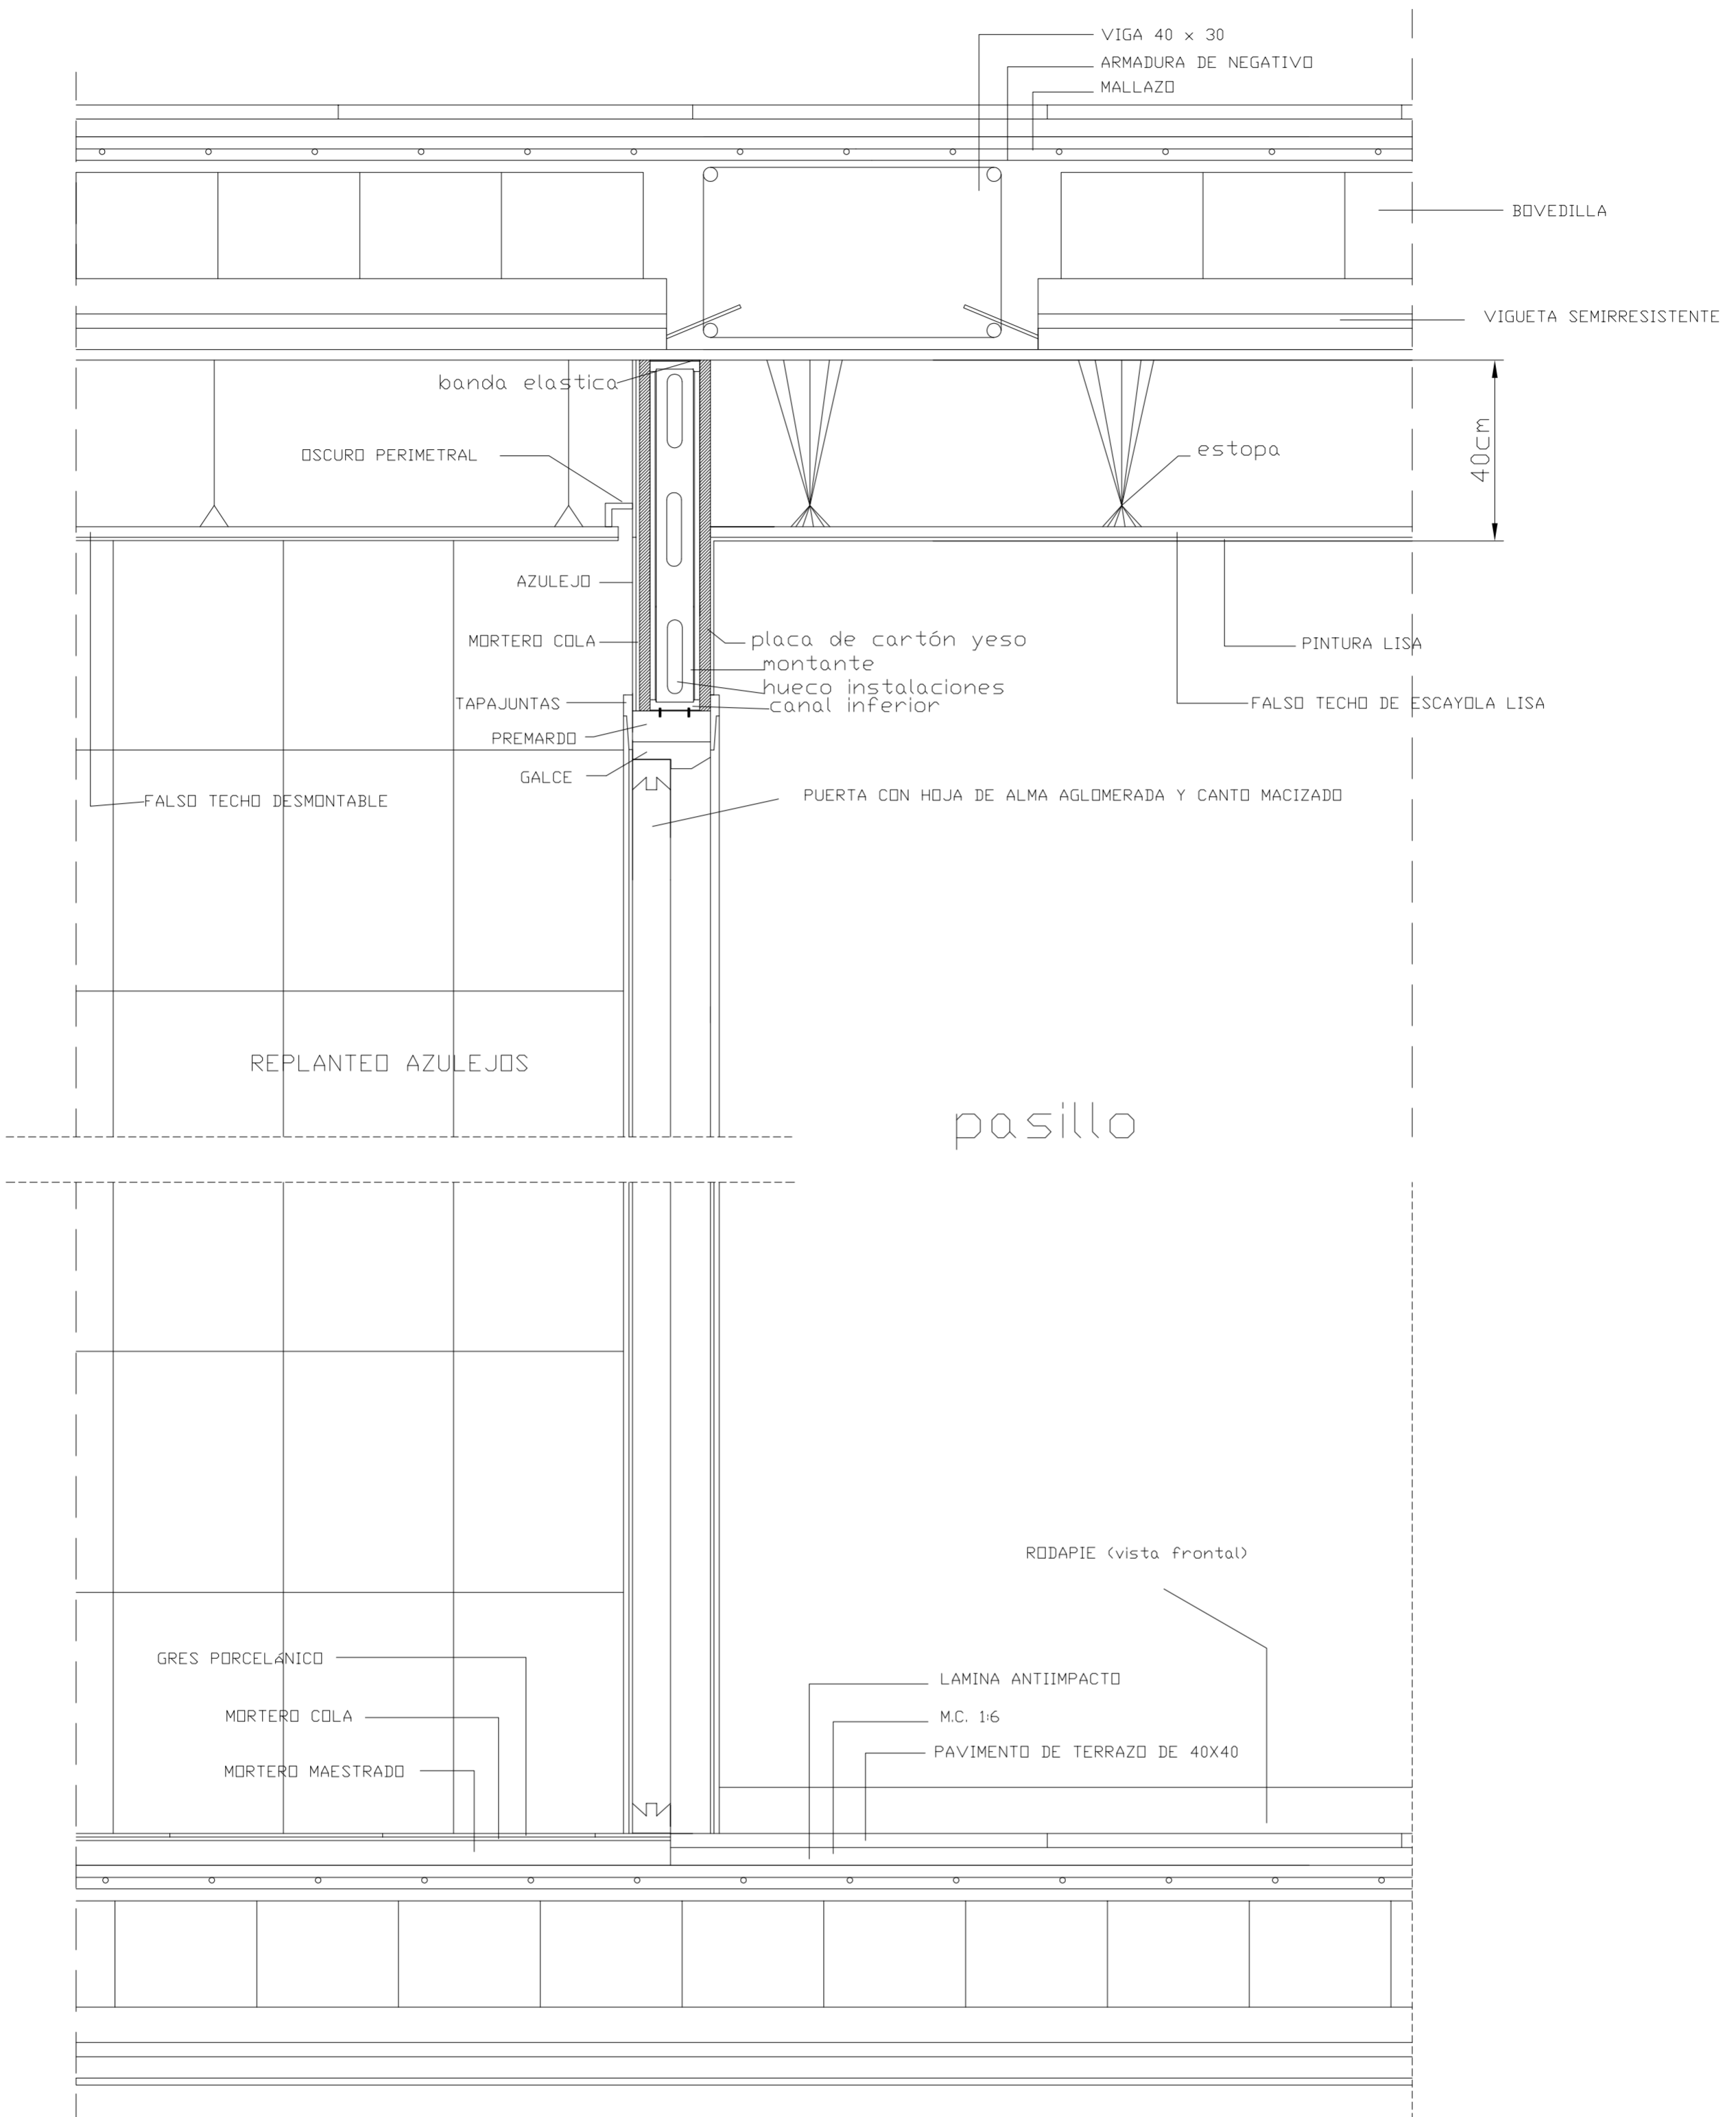 VIGA 40 x 30
ARMADURA DE NEGATIVO
MALLAZO
BOVEDILLA
VIGUETA SEMIRRESISTENTE
banda elastica
OSCURO PERIMETRAL
estopa
40cm
AZULEJO
MORTERO COLA
placa de cartón yeso
PINTURA LISA
montante
hueco instalaciones
TAPAJUNTAS
canal inferior
FALSO TECHO DE ESCAYOLA LISA
PREMARDO
GALCE
FALSO TECHO DESMONTABLE
PUERTA CON HOJA DE ALMA AGLOMERADA Y CANTO MACIZADO
REPLANTEO AZULEJOS
pasillo
RODAPIE (vista frontal)
GRES PORCELÁNICO
LAMINA ANTIIMPACTO
MORTERO COLA
M.C. 1:6
PAVIMENTO DE TERRAZO DE 40X40
MORTERO MAESTRADO